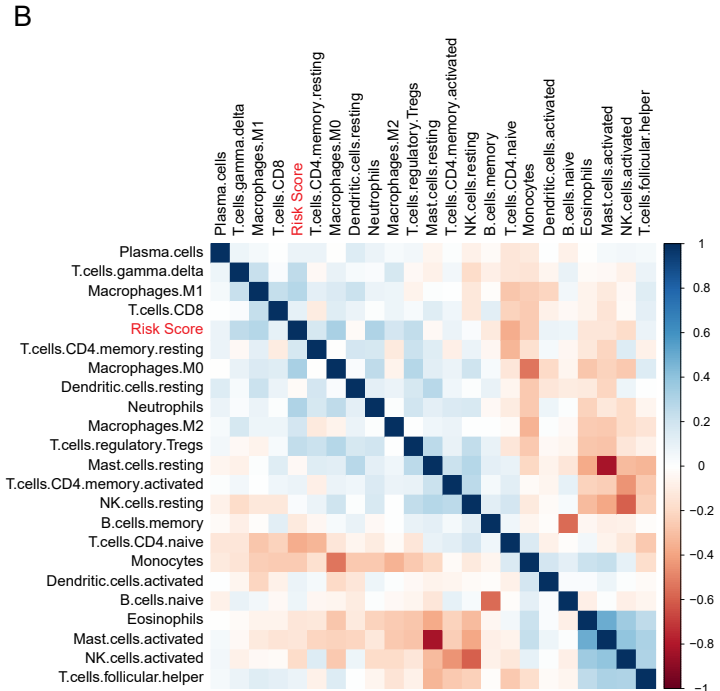 B
Plasma.cells
T.cells.gamma.delta
Macrophages.M1
T.cells.CD8
Risk Score
T.cells.CD4.memory.resting
Macrophages.M0
Dendritic.cells.resting
Neutrophils
Macrophages.M2
T.cells.regulatory.Tregs
Mast.cells.resting
T.cells.CD4.memory.activated
NK.cells.resting
B.cells.memory
T.cells.CD4.naive
Monocytes
Dendritic.cells.activated
B.cells.naive
Eosinophils
Mast.cells.activated
NK.cells.activated
T.cells.follicular.helper
Plasma.cells
T.cells.gamma.delta
Macrophages.M1
T.cells.CD8
Risk Score
T.cells.CD4.memory.resting
Macrophages.M0
Dendritic.cells.resting
Neutrophils
Macrophages.M2
T.cells.regulatory.Tregs
Mast.cells.resting
T.cells.CD4.memory.activated
NK.cells.resting
B.cells.memory
T.cells.CD4.naive
Monocytes
Dendritic.cells.activated
B.cells.naive
Eosinophils
Mast.cells.activated
NK.cells.activated
T.cells.follicular.helper
1
0.8
0.6
0.4
0.2
0
−0.2
−0.4
−0.6
−0.8
−1